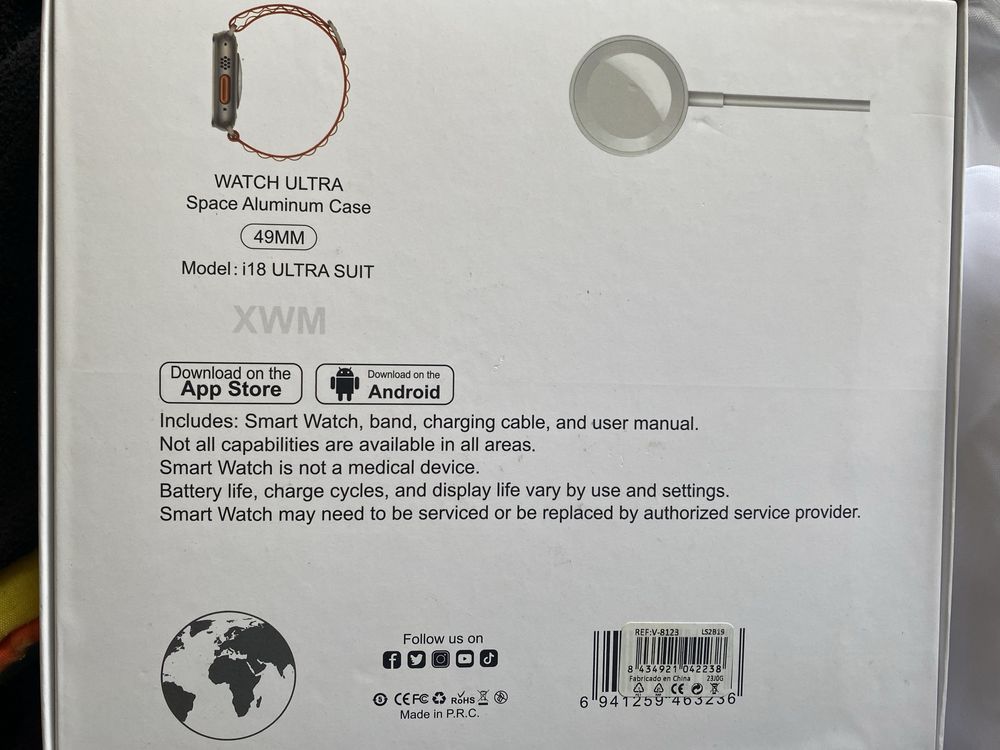 WATCH ULTRA
Space Aluminum Case
49MM
Model: i18 ULTRA SUIT
XWM
Download on the
App Store
Download on the
Android
Includes: Smart Watch, band, charging cable, and user manual.
Not all capabilities are available in all areas.
Smart Watch is not a medical device.
Battery life, charge cycles, and display life vary by use and settings.
Smart Watch may need to be serviced or be replaced by authorized service provider.
Follow us on
CE FC RoHS
Made in P.R.C.
REF:V-8123 LS2B19
8 434921 042238
Fabricado en China 23J0G
CE
6 941259 463236